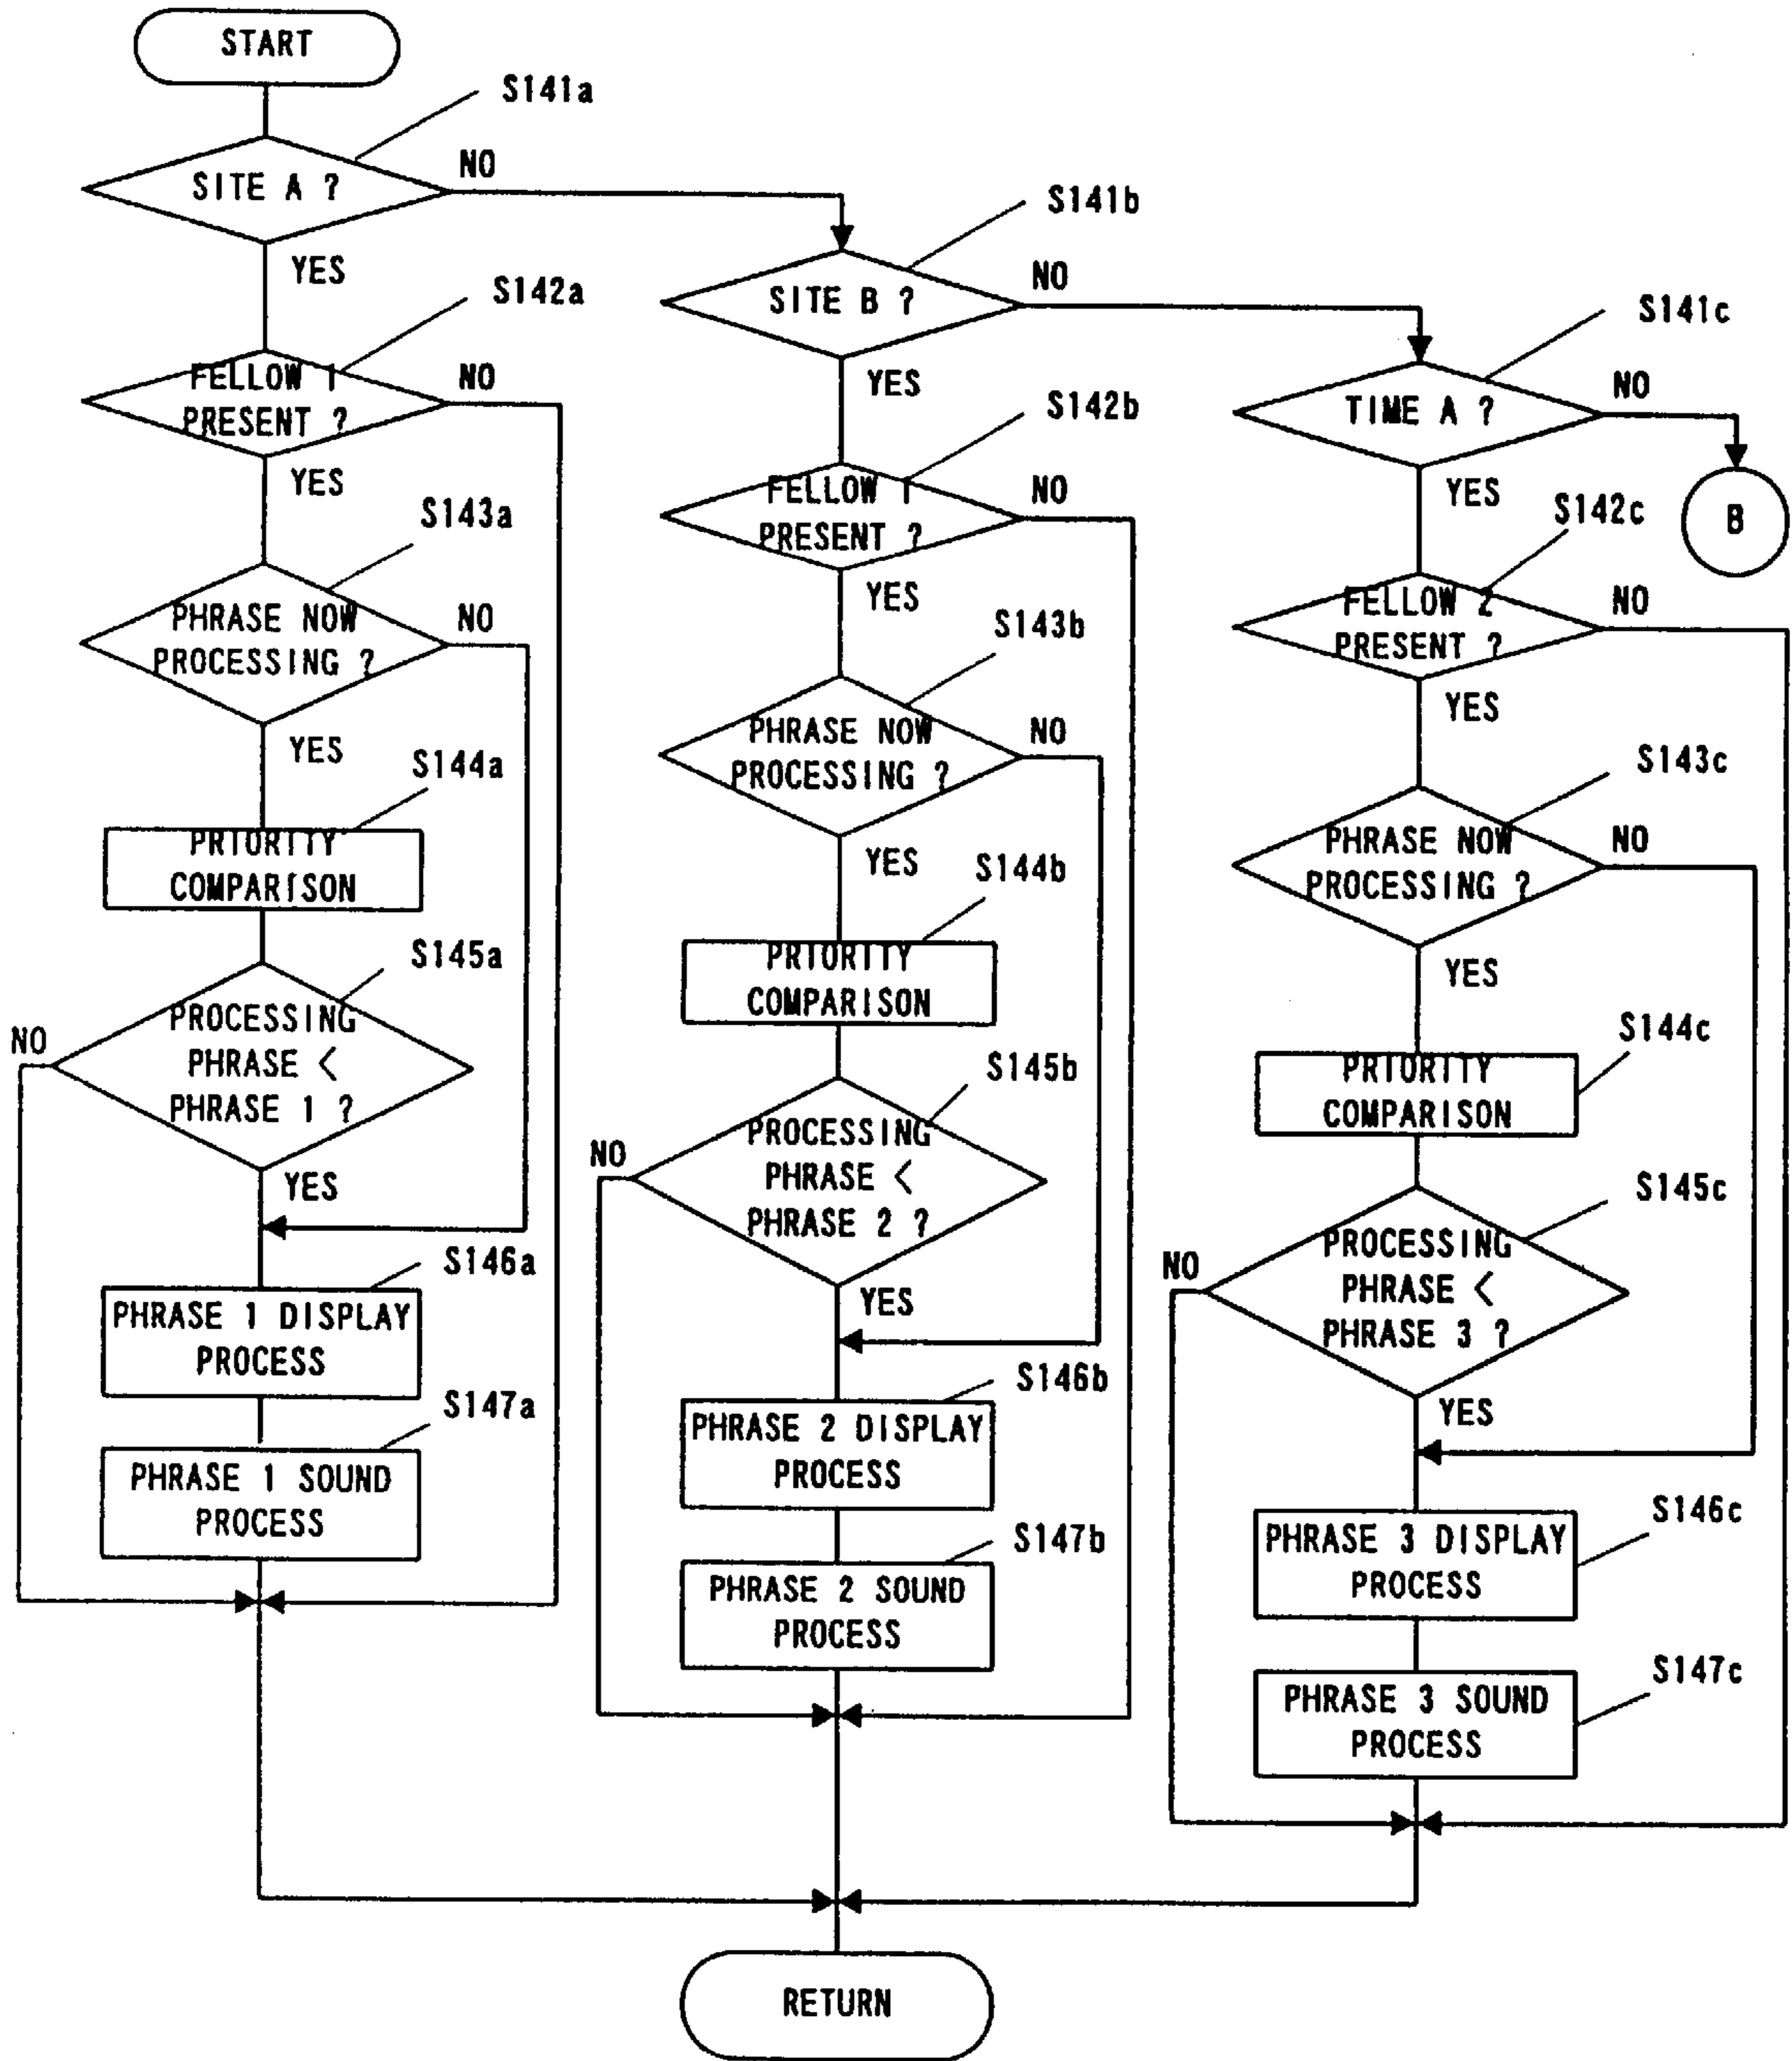 START
S141a
SITE A ?
NO
YES
S142a
FELLOW 1
PRESENT ?
NO
YES
S143a
PHRASE NOW
PROCESSING ?
NO
YES
S144a
PRIORITY
COMPARISON
S145a
PROCESSING
PHRASE <
PHRASE 1 ?
NO
YES
S146a
PHRASE 1 DISPLAY
PROCESS
S147a
PHRASE 1 SOUND
PROCESS
S141b
SITE B ?
NO
YES
S142b
FELLOW 1
PRESENT ?
NO
YES
S143b
PHRASE NOW
PROCESSING ?
NO
YES
S144b
PRIORITY
COMPARISON
S145b
PROCESSING
PHRASE <
PHRASE 2 ?
NO
YES
S146b
PHRASE 2 DISPLAY
PROCESS
S147b
PHRASE 2 SOUND
PROCESS
S141c
TIME A ?
NO
B
YES
S142c
FELLOW 2
PRESENT ?
NO
YES
S143c
PHRASE NOW
PROCESSING ?
NO
YES
S144c
PRIORITY
COMPARISON
S145c
PROCESSING
PHRASE <
PHRASE 3 ?
NO
YES
S146c
PHRASE 3 DISPLAY
PROCESS
S147c
PHRASE 3 SOUND
PROCESS
RETURN